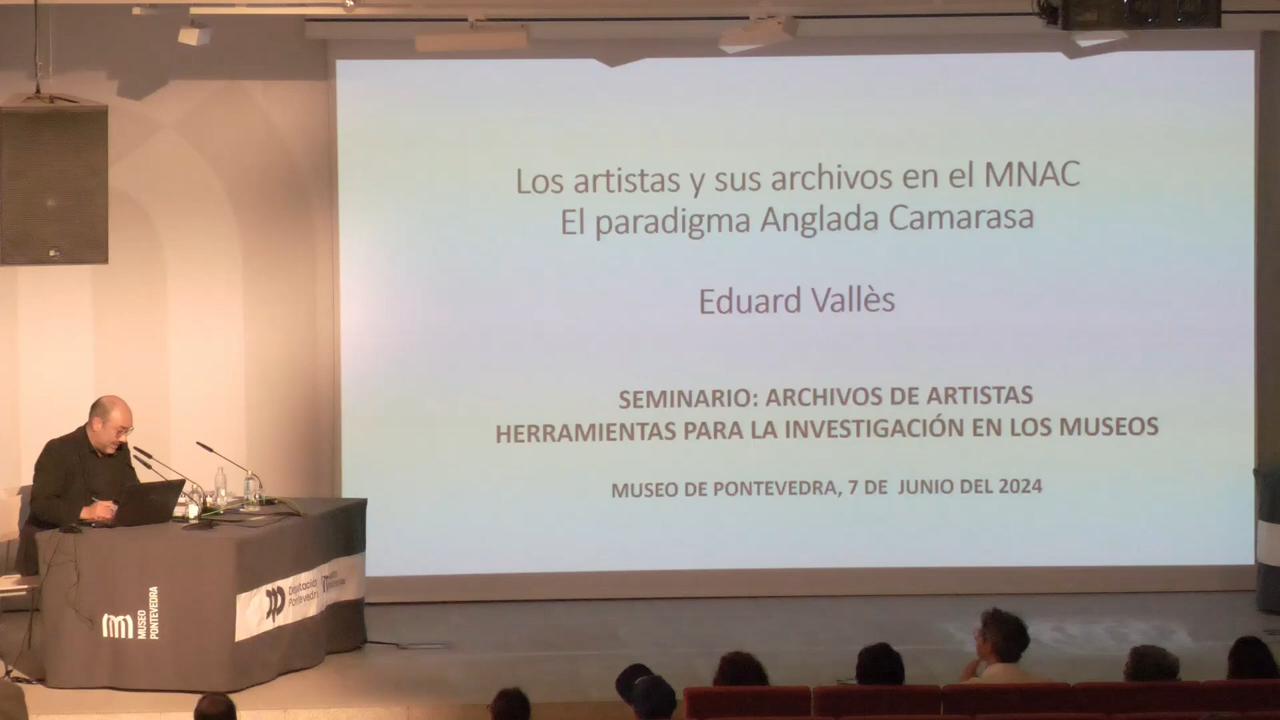 Los artistas y sus archivos en el MNAC
El paradigma Anglada Camarasa
Eduard Vallès
SEMINARIO: ARCHIVOS DE ARTISTAS
HERRAMIENTAS PARA LA INVESTIGACIÓN EN LOS MUSEOS
MUSEO DE PONTEVEDRA, 7 DE JUNIO DEL 2024
MUSEO
PONTEVEDRA
Deputación
Pontevedra